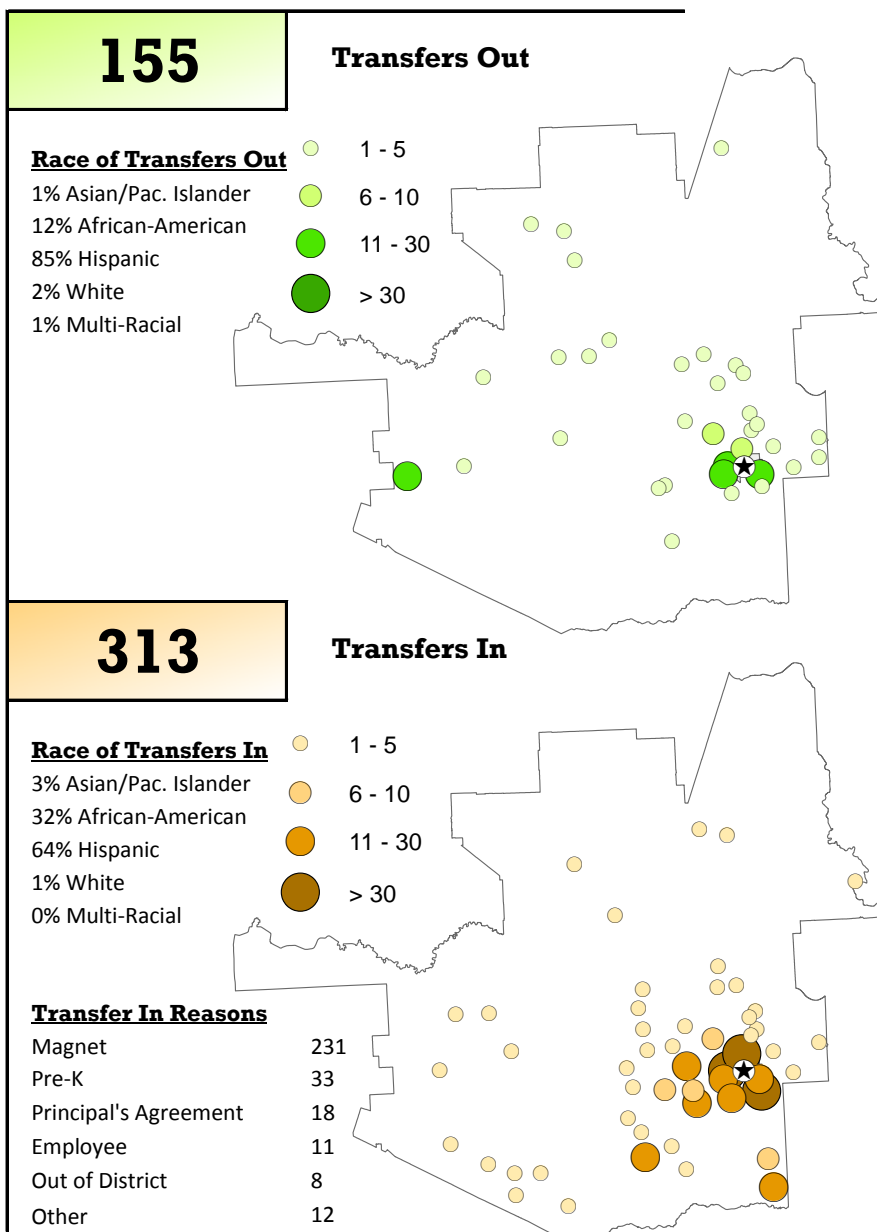 155
Transfers Out
Race of Transfers Out
1% Asian/Pac. Islander
12% African-American
85% Hispanic
2% White
1% Multi-Racial
1 - 5
6 - 10
11 - 30
> 30
313
Transfers In
Race of Transfers In
3% Asian/Pac. Islander
32% African-American
64% Hispanic
1% White
0% Multi-Racial
1 - 5
6 - 10
11 - 30
> 30
Transfer In Reasons
Magnet 231
Pre-K 33
Principal's Agreement 18
Employee 11
Out of District 8
Other 12